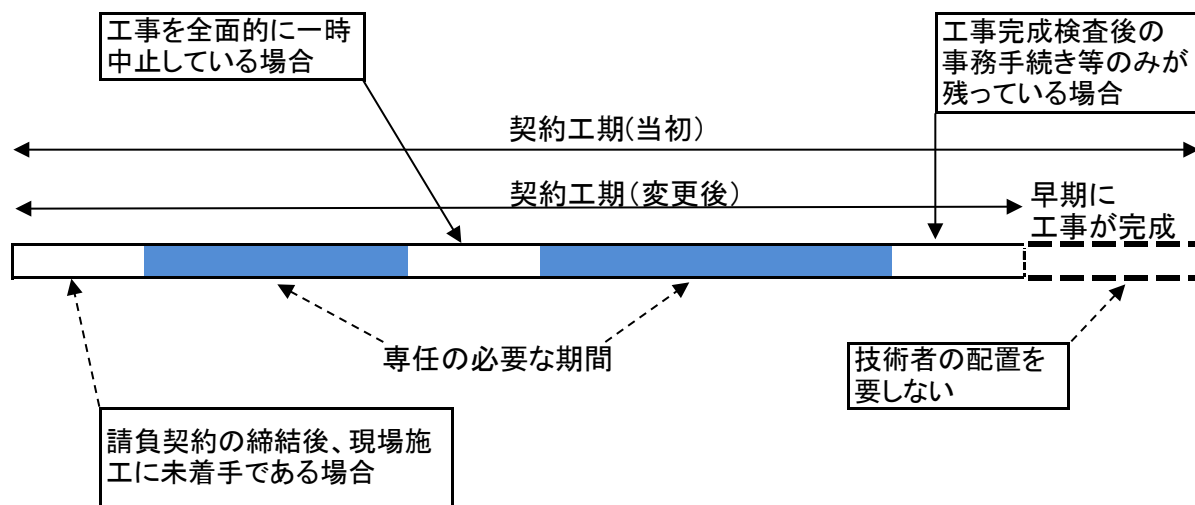 工事を全面的に一時
中止している場合
工事完成検査後の
事務手続き等のみが
残っている場合
契約工期(当初)
契約工期(変更後)
早期に
工事が完成
専任の必要な期間
技術者の配置を
要しない
請負契約の締結後、現場施
工に未着手である場合